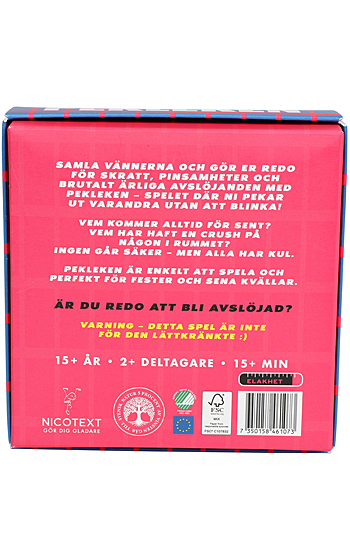 SAMLA VÄNNERNA OCH GÖR ER REDO
FÖR SKRATT, PINSAMHETER OCH
BRUTALT ÄRLIGA AVSLÖJANDEN MED
PEKLEKEN – SPELET DÄR NI PEKAR
UT VARANDRA UTAN ATT BLINKA!
VEM KOMMER ALLTID FÖR SENT?
VEM HAR HAFT EN CRUSH PÅ
NÅGON I RUMMET?
INGEN GÅR SÄKER – MEN ALLA HAR KUL.
PEKLEKEN ÄR ENKELT ATT SPELA OCH
PERFEKT FÖR FESTER OCH SENA KVÄLLAR.
ÄR DU REDO ATT BLI AVSLÖJAD?
VARNING – DETTA SPEL ÄR INTE
FÖR DEN LÄTTKRÄNKTE :)
15+ ÅR • 2+ DELTAGARE • 15+ MIN
NICOTEXT
GÖR DIG GLADARE
FSC
MIX
ELAKHET
7 350158 461073